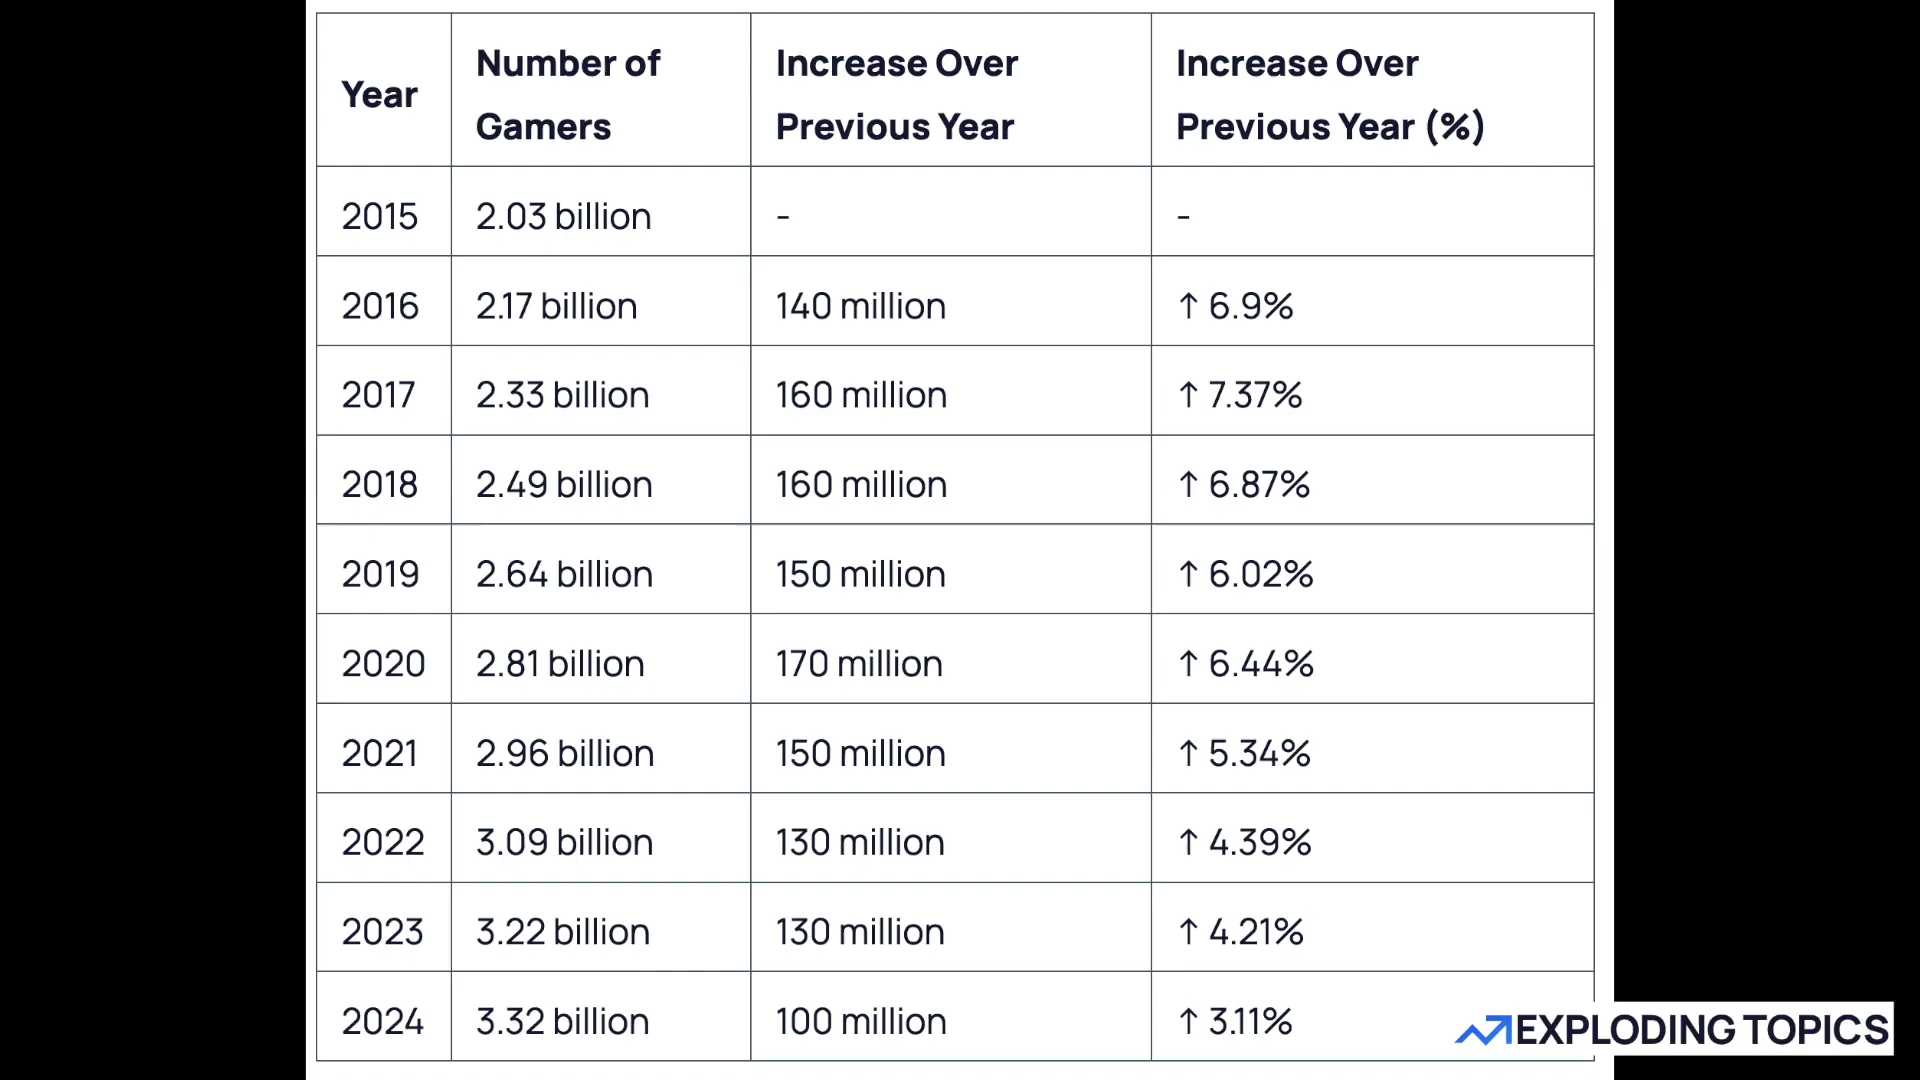 Year Number of Gamers Increase Over Previous Year Increase Over Previous Year (%)
2015 2.03 billion - -
2016 2.17 billion 140 million ↑ 6.9%
2017 2.33 billion 160 million ↑ 7.37%
2018 2.49 billion 160 million ↑ 6.87%
2019 2.64 billion 150 million ↑ 6.02%
2020 2.81 billion 170 million ↑ 6.44%
2021 2.96 billion 150 million ↑ 5.34%
2022 3.09 billion 130 million ↑ 4.39%
2023 3.22 billion 130 million ↑ 4.21%
2024 3.32 billion 100 million ↑ 3.11%
EXPLODING TOPICS